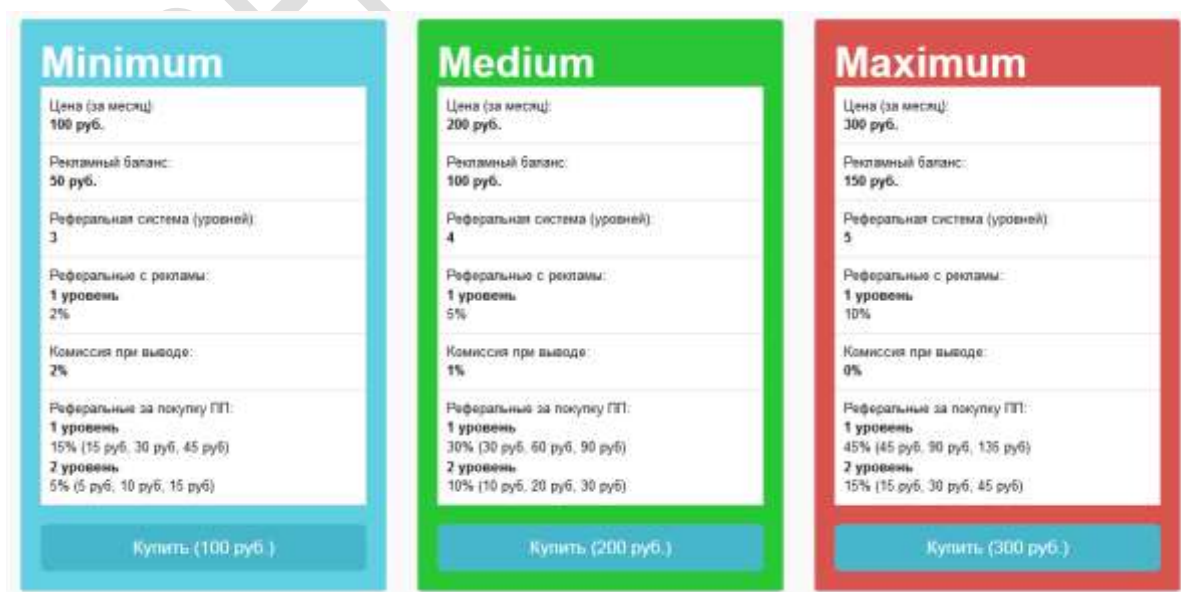 Minimum
Цена (за месяц):
100 руб.
Рекламный баланс:
50 руб.
Реферальная система (уровней):
3
Реферальные с рекламы:
1 уровень
2%
Комиссия при выводе:
2%
Реферальные за покупку ПП:
1 уровень
15% (15 руб, 30 руб, 45 руб)
2 уровень
5% (5 руб, 10 руб, 15 руб)
Купить (100 руб.)
Medium
Цена (за месяц):
200 руб.
Рекламный баланс:
100 руб.
Реферальная система (уровней):
4
Реферальные с рекламы:
1 уровень
5%
Комиссия при выводе:
1%
Реферальные за покупку ПП:
1 уровень
30% (30 руб, 60 руб, 90 руб)
2 уровень
10% (10 руб, 20 руб, 30 руб)
Купить (200 руб.)
Maximum
Цена (за месяц):
300 руб.
Рекламный баланс:
150 руб.
Реферальная система (уровней):
5
Реферальные с рекламы:
1 уровень
10%
Комиссия при выводе:
0%
Реферальные за покупку ПП:
1 уровень
45% (45 руб, 90 руб, 135 руб)
2 уровень
15% (15 руб, 30 руб, 45 руб)
Купить (300 руб.)